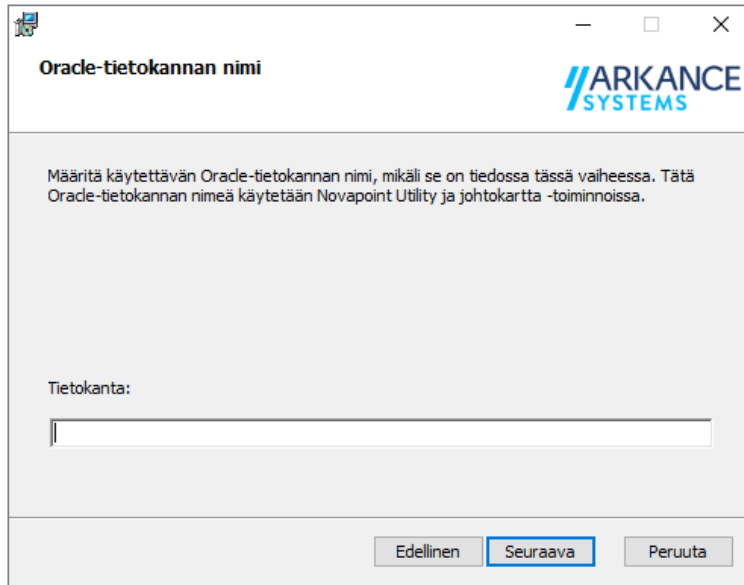 Oracle-tietokannan nimi
ARKANCE
SYSTEMS
Määritä käytettävän Oracle-tietokannan nimi, mikäli se on tiedossa tässä vaiheessa. Tätä
Oracle-tietokannan nimeä käytetään Novapoint Utility ja johtokartta -toiminnoissa.
Tietokanta:
Edellinen
Seuraava
Peruuta